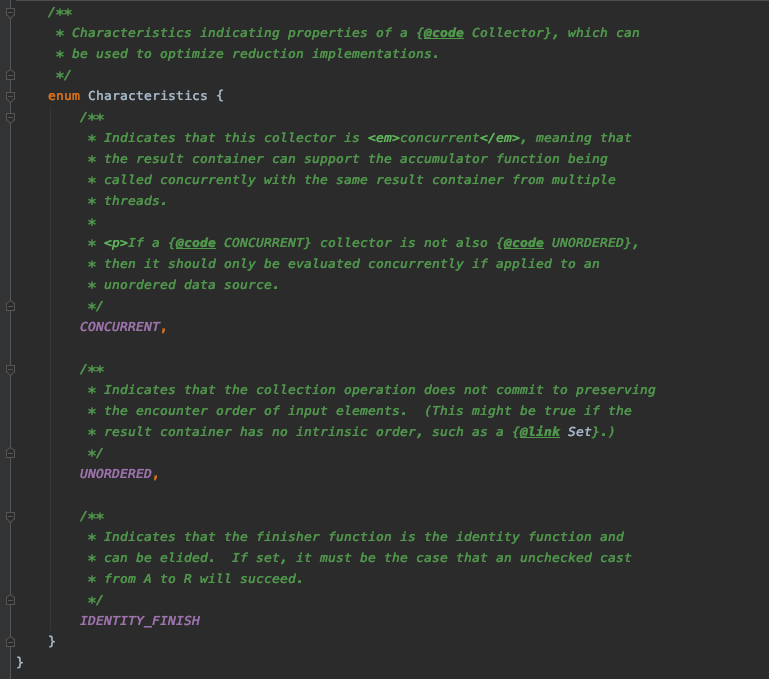 /**
* Characteristics indicating properties of a {@code Collector}, which can
* be used to optimize reduction implementations.
*/
enum Characteristics {
/**
* Indicates that this collector is <em>concurrent</em>, meaning that
* the result container can support the accumulator function being
* called concurrently with the same result container from multiple
* threads.
*
* <p>If a {@code CONCURRENT} collector is not also {@code UNORDERED},
* then it should only be evaluated concurrently if applied to an
* unordered data source.
*/
CONCURRENT,
/**
* Indicates that the collection operation does not commit to preserving
* the encounter order of input elements.  (This might be true if the
* result container has no intrinsic order, such as a {@link Set}.)
*/
UNORDERED,
/**
* Indicates that the finisher function is the identity function and
* can be elided.  If set, it must be the case that an unchecked cast
* from A to R will succeed.
*/
IDENTITY_FINISH
}
}